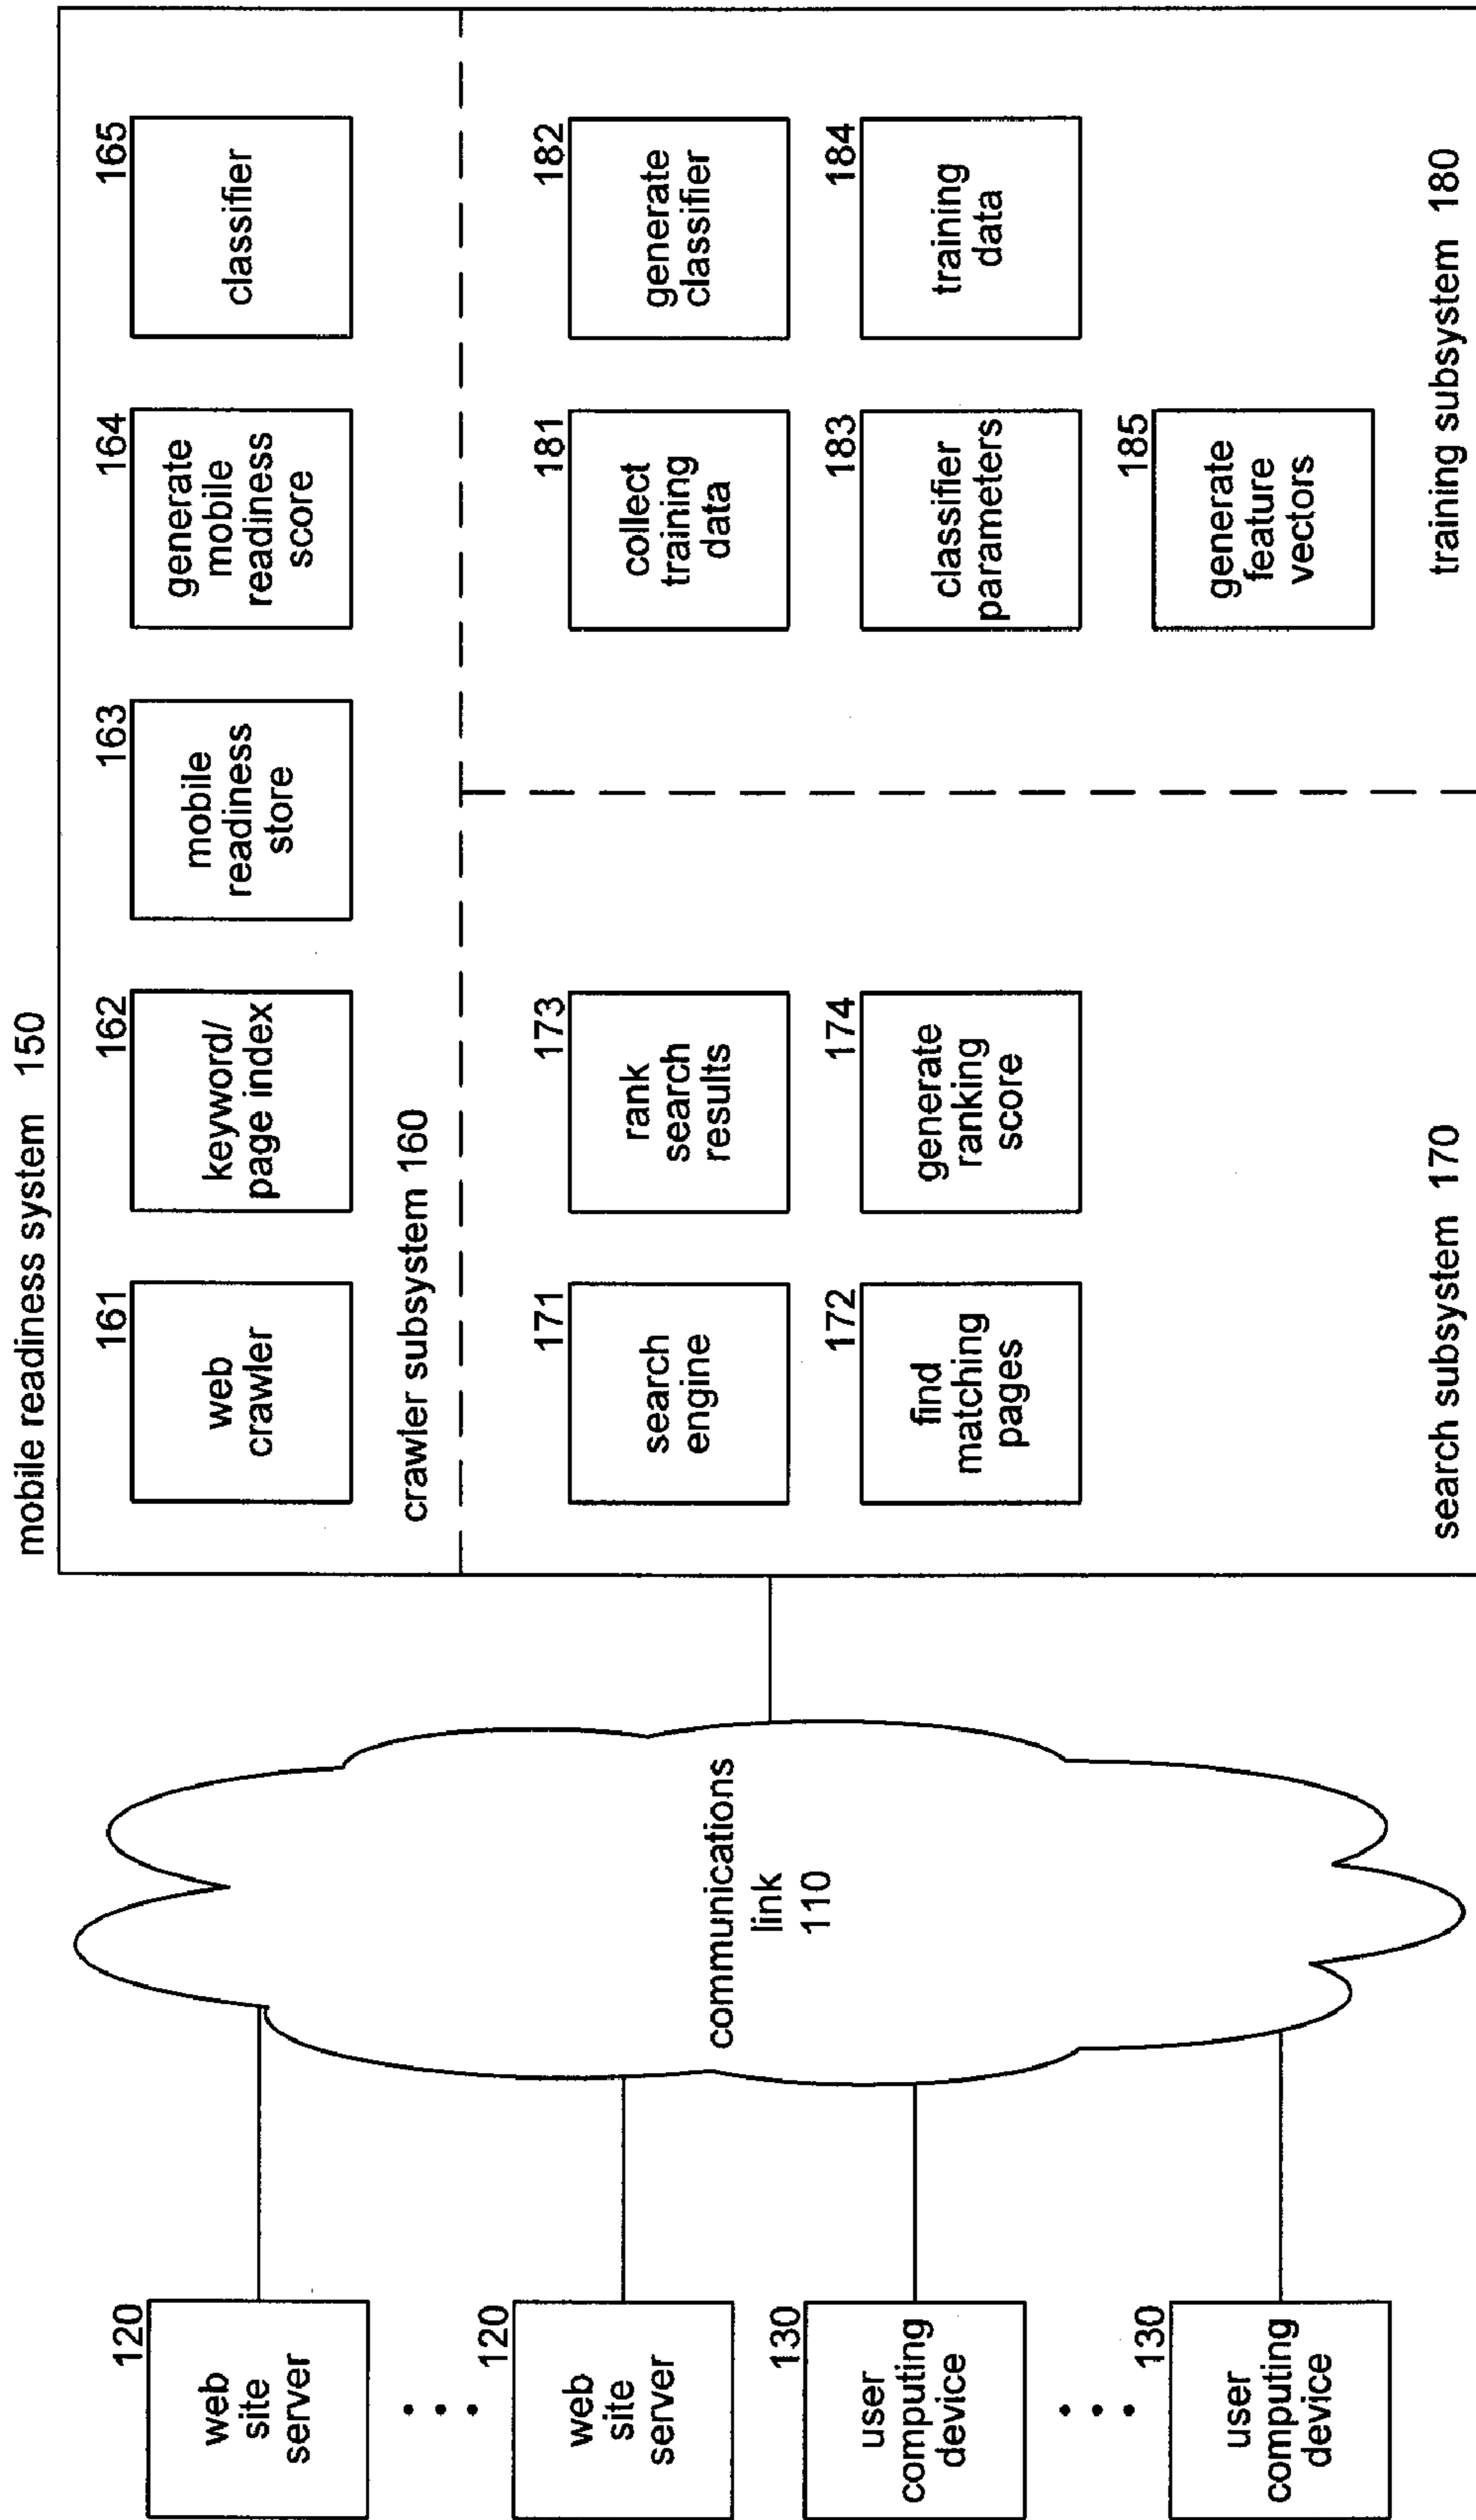 mobile readiness system 150
161
web
crawler
162
keyword/
page index
163
mobile
readiness
store
164
generate
mobile
readiness
score
165
classifier
crawler subsystem 160
171
search
engine
173
rank
search
results
172
find
matching
pages
174
generate
ranking
score
search subsystem 170
181
collect
training
data
182
generate
classifier
183
classifier
parameters
184
training
data
185
generate
feature
vectors
training subsystem 180
communications
link
110
120
web
site
server
• • •
120
web
site
server
130
user
computing
device
• • •
130
user
computing
device